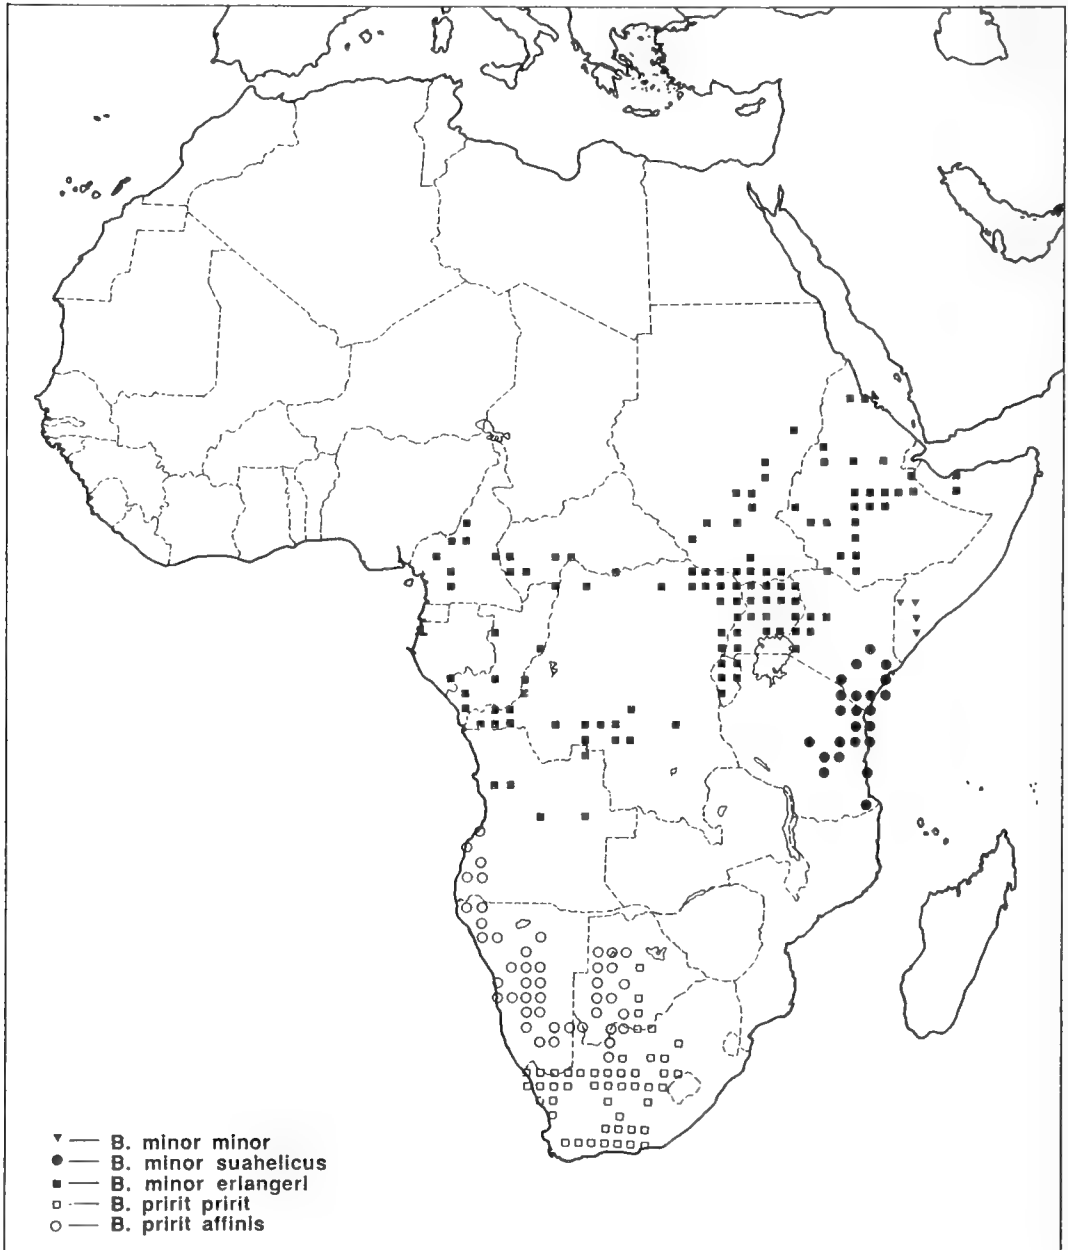 B. minor minor
B. minor suahelicus
B. minor erlangeri
B. pririt pririt
B. pririt affinis